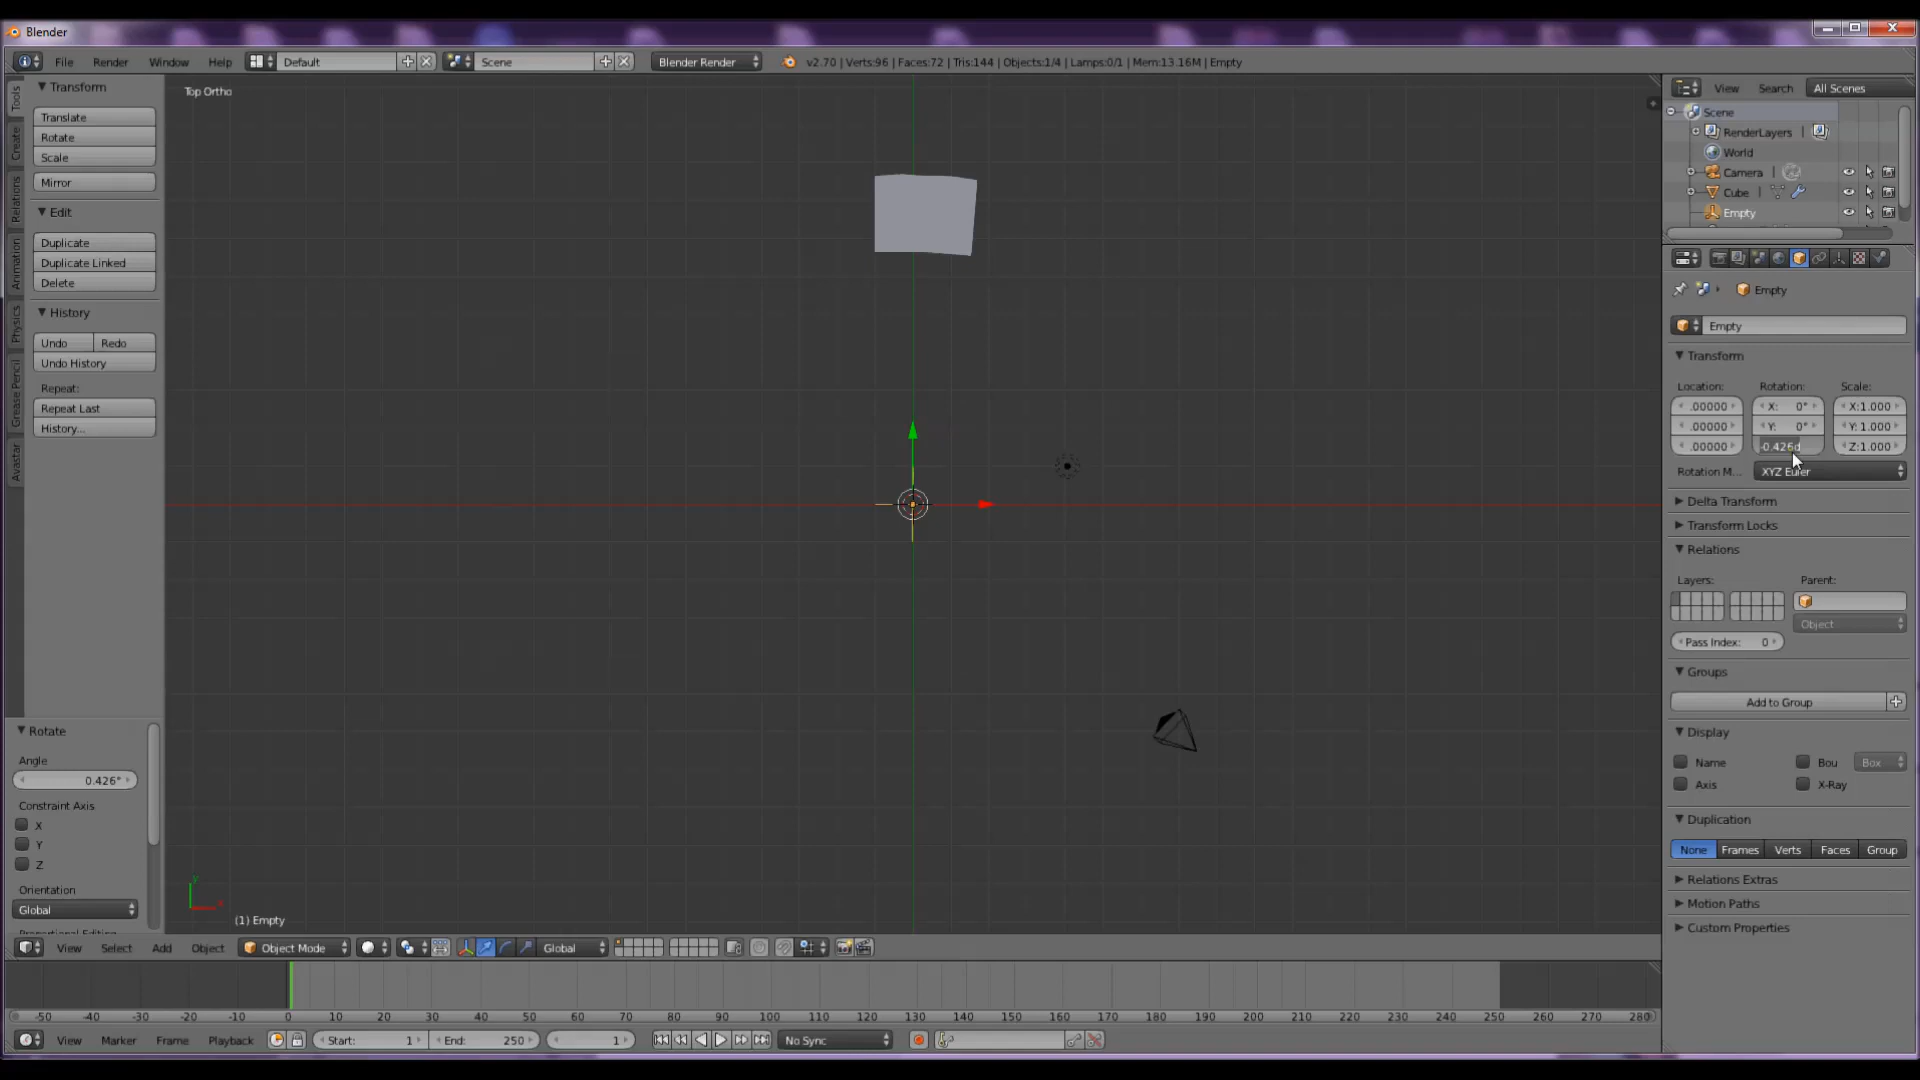 Blender
File Render Window Help Default Scene Blender Render v2.70 | Verts:96 | Faces:72 | Tris:144 | Objects:1/4 | Lamps:0/1 | Mem:13.16M | Empty
Tools
Create
Relations
Animation
Physics
Grease Pencil
Avastar
Transform
Translate
Rotate
Scale
Mirror
Edit
Duplicate
Duplicate Linked
Delete
History
Undo Redo
Undo History
Repeat:
Repeat Last
History...
Rotate
Angle
0.426°
Constraint Axis
X
Y
Z
Orientation
Global
Top Ortho
y
x
(1) Empty
View Select Add Object Object Mode Global
-50 -40 -30 -20 -10 0 10 20 30 40 50 60 70 80 90 100 110 120 130 140 150 160 170 180 190 200 210 220 230 240 250 260 270 280
View Marker Frame Playback Start: 1 End: 250 1 No Sync
View Search All Scenes
Scene
RenderLayers
World
Camera
Cube
Empty
Empty
Empty
Transform
Location: Rotation: Scale:
.00000 X: 0° X:1.000
.00000 Y: 0° Y:1.000
.00000 -0.426d Z:1.000
Rotation M... XYZ Euler
Delta Transform
Transform Locks
Relations
Layers: Parent:
Object
Pass Index: 0
Groups
Add to Group
Display
Name Bou Box
Axis X-Ray
Duplication
None Frames Verts Faces Group
Relations Extras
Motion Paths
Custom Properties